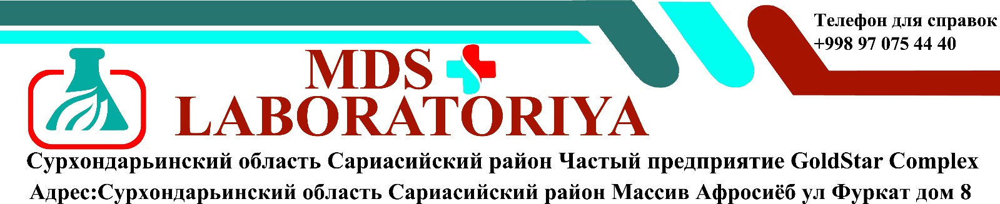 Телефон для справок
+998 97 075 44 40
MDS
LABORATORIYA
Сурхондарьинский область Сариасийский район Частый предприятие GoldStar Complex
Адрес:Сурхондарьинский область Сариасийский район Массив Афросиёб ул Фуркат дом 8